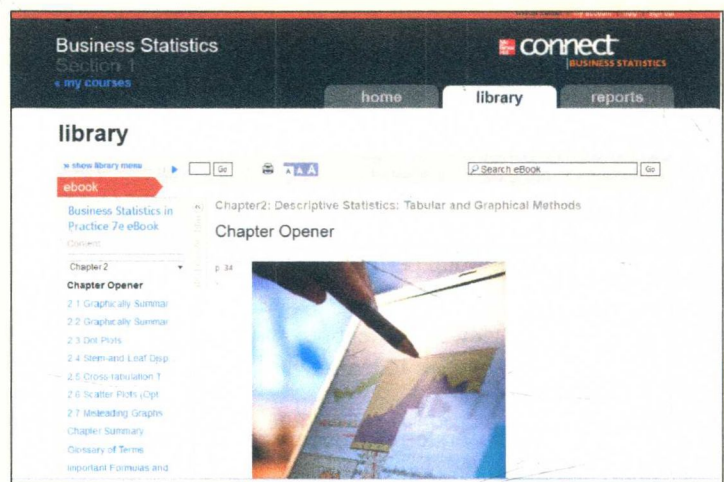 Business Statistics
Section 1
« my courses
connect
BUSINESS STATISTICS
home
library
reports
library
» show library menu
Go
A A A
Search eBook
Go
ebook
Business Statistics in
Practice 7e eBook
Content
Chapter 2
Chapter Opener
2.1 Graphically Summar
2.2 Graphically Summar
2.3 Dot Plots
2.4 Stem-and-Leaf Disp
2.5 Cross-tabulation T
2.6 Scatter Plots (Opt
2.7 Misleading Graphs
Chapter Summary
Glossary of Terms
Important Formulas and
Chapter2: Descriptive Statistics: Tabular and Graphical Methods
Chapter Opener
p. 34